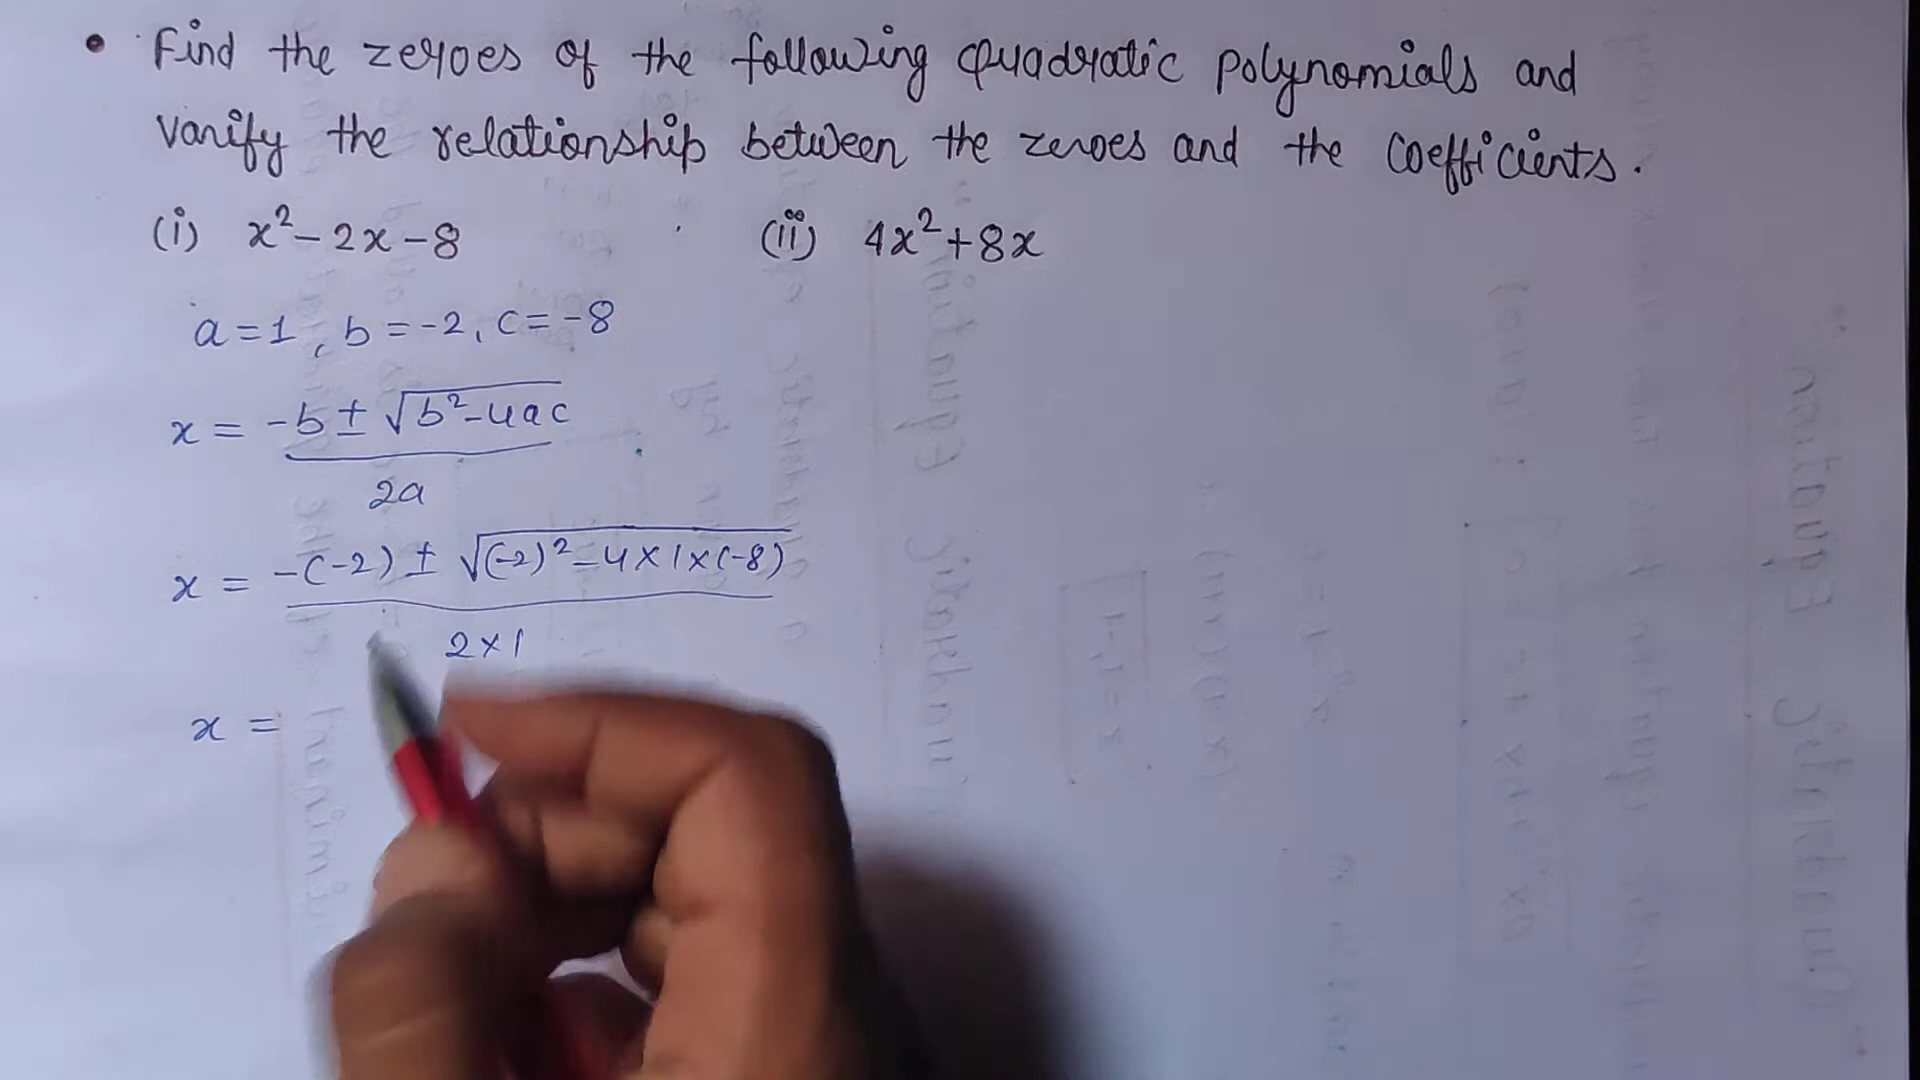 • Find the zeroes of the following quadratic polynomials and
varify the relationship between the zeroes and the coefficients.
(i) x² - 2x - 8 (ii) 4x² + 8x
a = 1, b = -2, c = -8
x = -b ± √(b² - 4ac)
2a
x = -(-2) ± √((-2)² - 4 × 1 × (-8))
2 × 1
x =